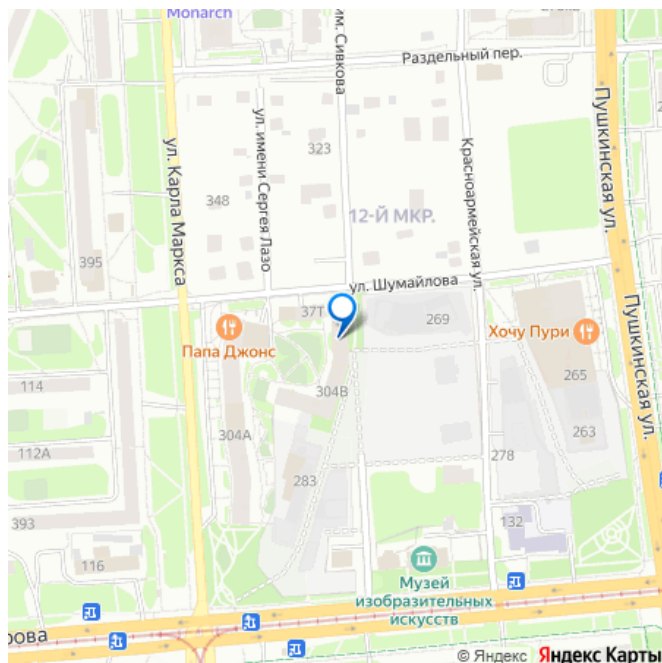 Monarch
им. Сивкова
Раздельный пер.
Пушкинская ул.
ул. Карла Маркса
ул. имени Сергея Лазо
323
Красноармейская ул.
348
12-Й МКР.
395
ул. Шумайлова
37Т
269
Пушкинская ул.
Папа Джонс
Хочу Пури
265
114
304В
304А
263
112А
278
283
393
132
116
Музей
изобразительных
искусств
рова
© Яндекс Яндекс Карты